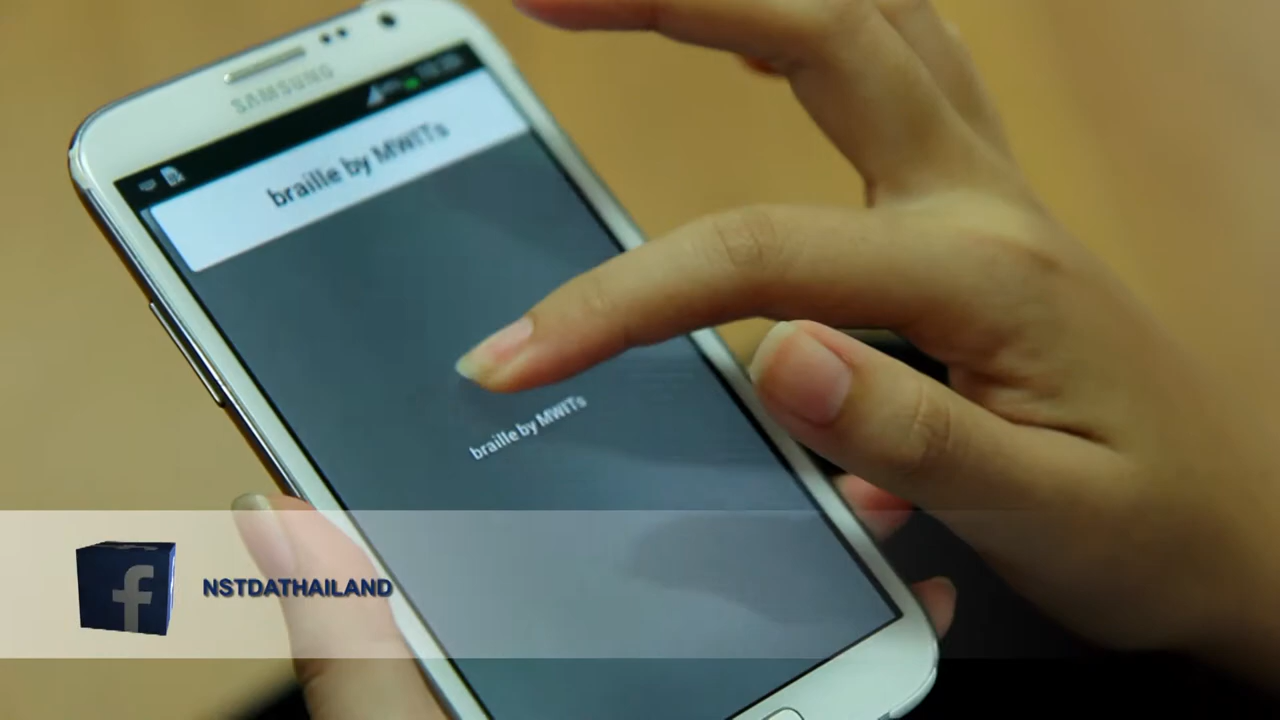 SAMSUNG
braille by MWITs
braille by MWITs
f
NSTDATHAILAND